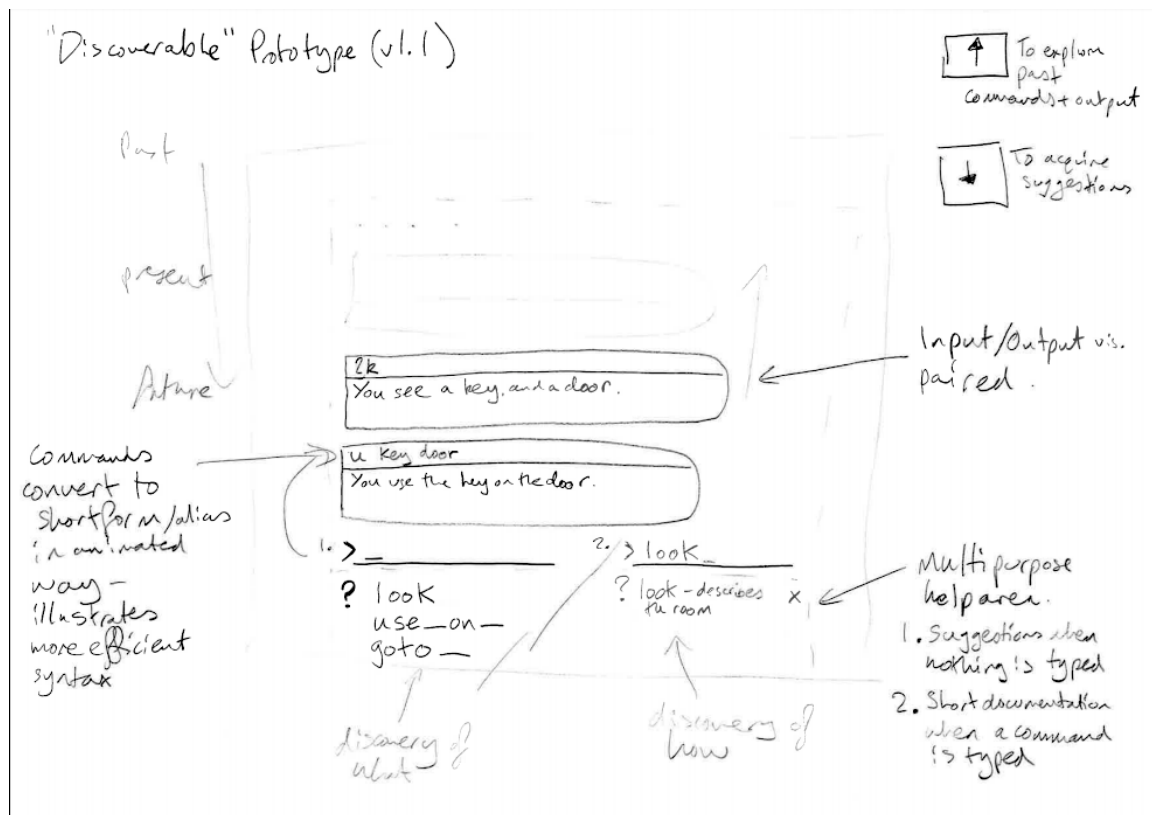 "Discoverable" Prototype (v1.1)
↑ To explore
past
commands + output
↓ To acquire
suggestions
Past
present
future
Input/Output vis.
paired.
lk
You see a key, and a door.
u key door
You use the key on the door.
Commands
convert to
shortform/alias
in animated
way -
illustrates
more efficient
syntax
1. >_
? look
use_on_
goto_
2. >look_
? look - describes
the room
x
Multipurpose
help area.
1. Suggestions when
nothing is typed
2. Short documentation
when a command
is typed
discovery of
what
discovery of
how